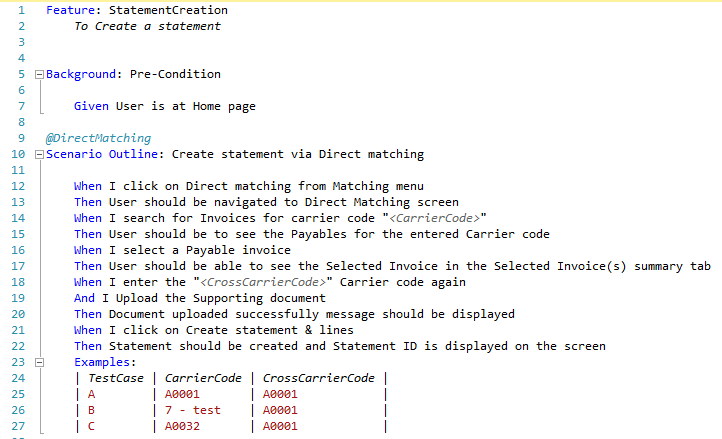 1 Feature: StatementCreation
2 To Create a statement
3
4
5 Background: Pre-Condition
6
7 Given User is at Home page
8
9 @DirectMatching
10 Scenario Outline: Create statement via Direct matching
11
12 When I click on Direct matching from Matching menu
13 Then User should be navigated to Direct Matching screen
14 When I search for Invoices for carrier code "<CarrierCode>"
15 Then User should be to see the Payables for the entered Carrier code
16 When I select a Payable invoice
17 Then User should be able to see the Selected Invoice in the Selected Invoice(s) summary tab
18 When I enter the "<CrossCarrierCode>" Carrier code again
19 And I Upload the Supporting document
20 Then Document uploaded successfully message should be displayed
21 When I click on Create statement & lines
22 Then Statement should be created and Statement ID is displayed on the screen
23 Examples:
24 | TestCase | CarrierCode | CrossCarrierCode |
25 | A | A0001 | A0001 |
26 | B | 7 - test | A0001 |
27 | C | A0032 | A0001 |